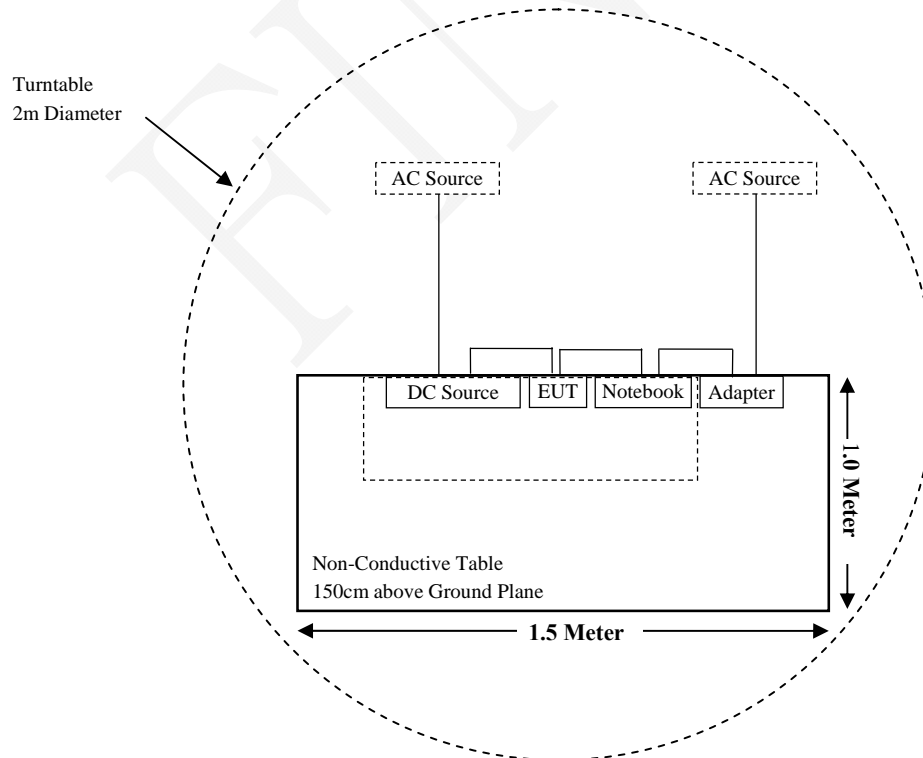 Turntable
2m Diameter
AC Source
AC Source
DC Source
EUT
Notebook
Adapter
1.0 Meter
Non-Conductive Table
150cm above Ground Plane
1.5 Meter